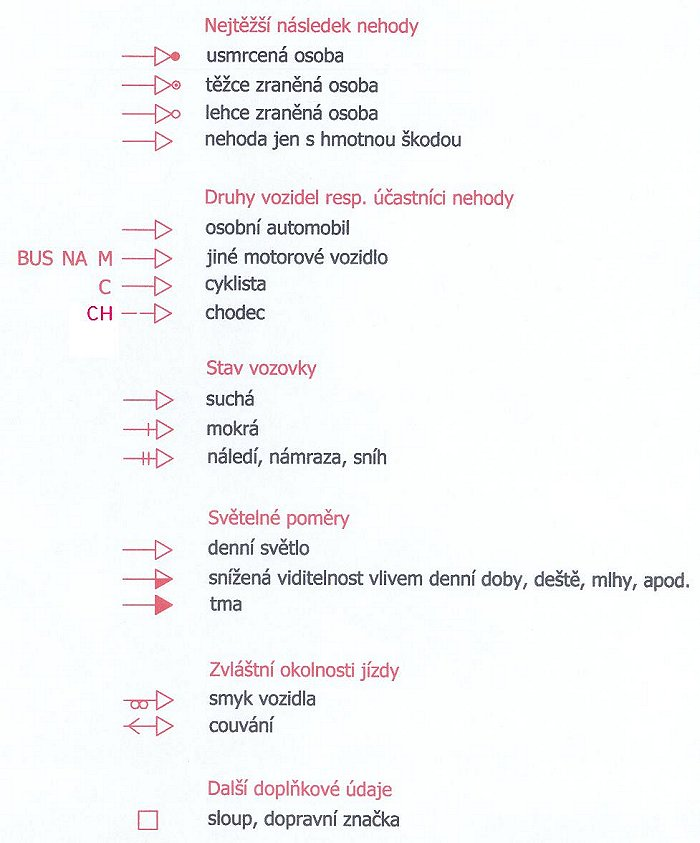 Nejtěžší následek nehody
usmrcená osoba
těžce zraněná osoba
lehce zraněná osoba
nehoda jen s hmotnou škodou
Druhy vozidel resp. účastníci nehody
osobní automobil
BUS NA M jiné motorové vozidlo
C cyklista
CH chodec
Stav vozovky
suchá
mokrá
náledí, námraza, sníh
Světelné poměry
denní světlo
snížená viditelnost vlivem denní doby, deště, mlhy, apod.
tma
Zvláštní okolnosti jízdy
smyk vozidla
couvání
Další doplňkové údaje
sloup, dopravní značka